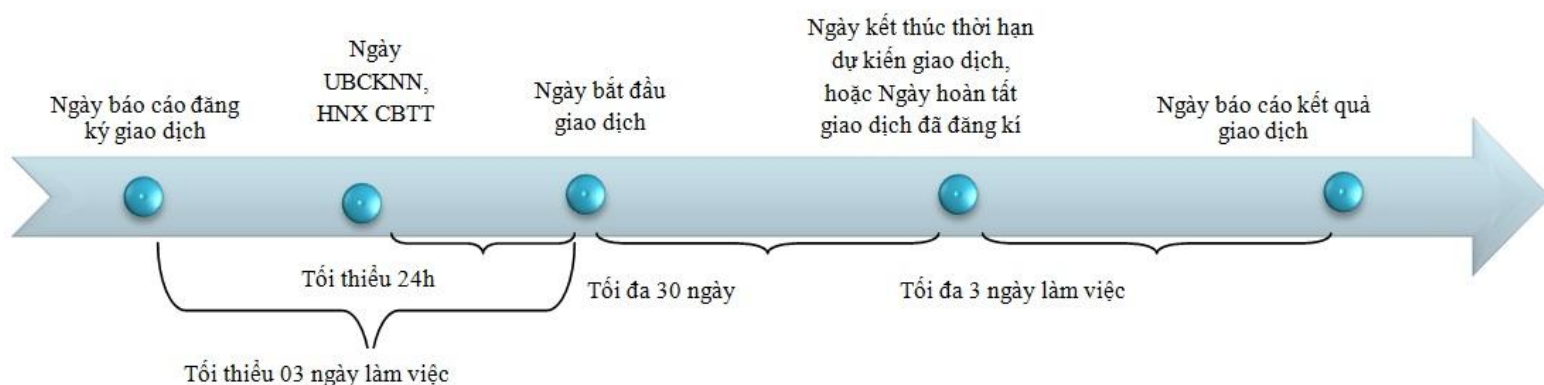 Ngày báo cáo đăng
ký giao dịch
Ngày
UBCKNN,
HNX CBTT
Ngày bắt đầu
giao dịch
Ngày kết thúc thời hạn
dự kiến giao dịch,
hoặc Ngày hoàn tất
giao dịch đã đăng kí
Ngày báo cáo kết quả
giao dịch
Tối thiểu 24h
Tối đa 30 ngày
Tối đa 3 ngày làm việc
Tối thiểu 03 ngày làm việc